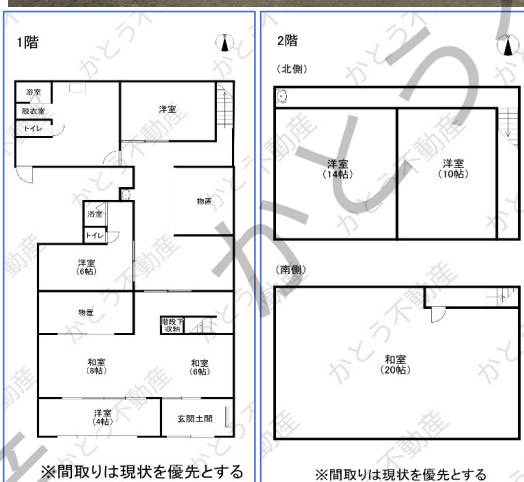 1階
浴室
脱衣室
トイレ
洋室
物置
浴室
トイレ
洋室
(6帖)
物置
階段下
収納
和室
(8帖)
和室
(6帖)
洋室
(4帖)
玄関土間
※間取りは現状を優先とする
2階
(北側)
洋室
(14帖)
洋室
(10帖)
(南側)
和室
(20帖)
※間取りは現状を優先とする
かとう不動産